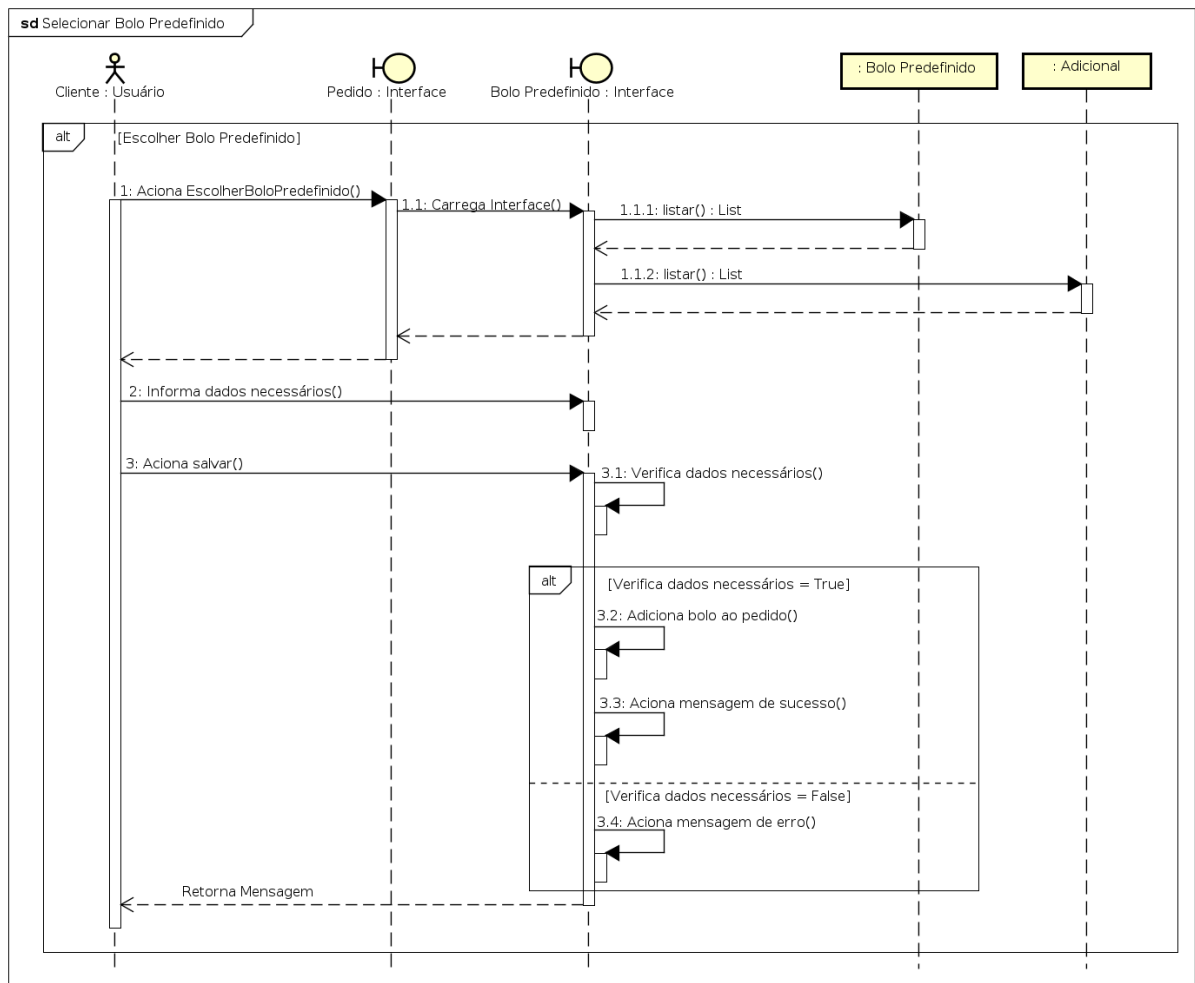 sd Selecionar Bolo Predefinido
Cliente : Usuário
Pedido : Interface
Bolo Predefinido : Interface
: Bolo Predefinido
: Adicional
alt
[Escolher Bolo Predefinido]
1: Aciona EscolherBoloPredefinido()
1.1: Carrega Interface()
1.1.1: listar() : List
1.1.2: listar() : List
2: Informa dados necessários()
3: Aciona salvar()
3.1: Verifica dados necessários()
alt
[Verifica dados necessários = True]
3.2: Adiciona bolo ao pedido()
3.3: Aciona mensagem de sucesso()
[Verifica dados necessários = False]
3.4: Aciona mensagem de erro()
Retorna Mensagem